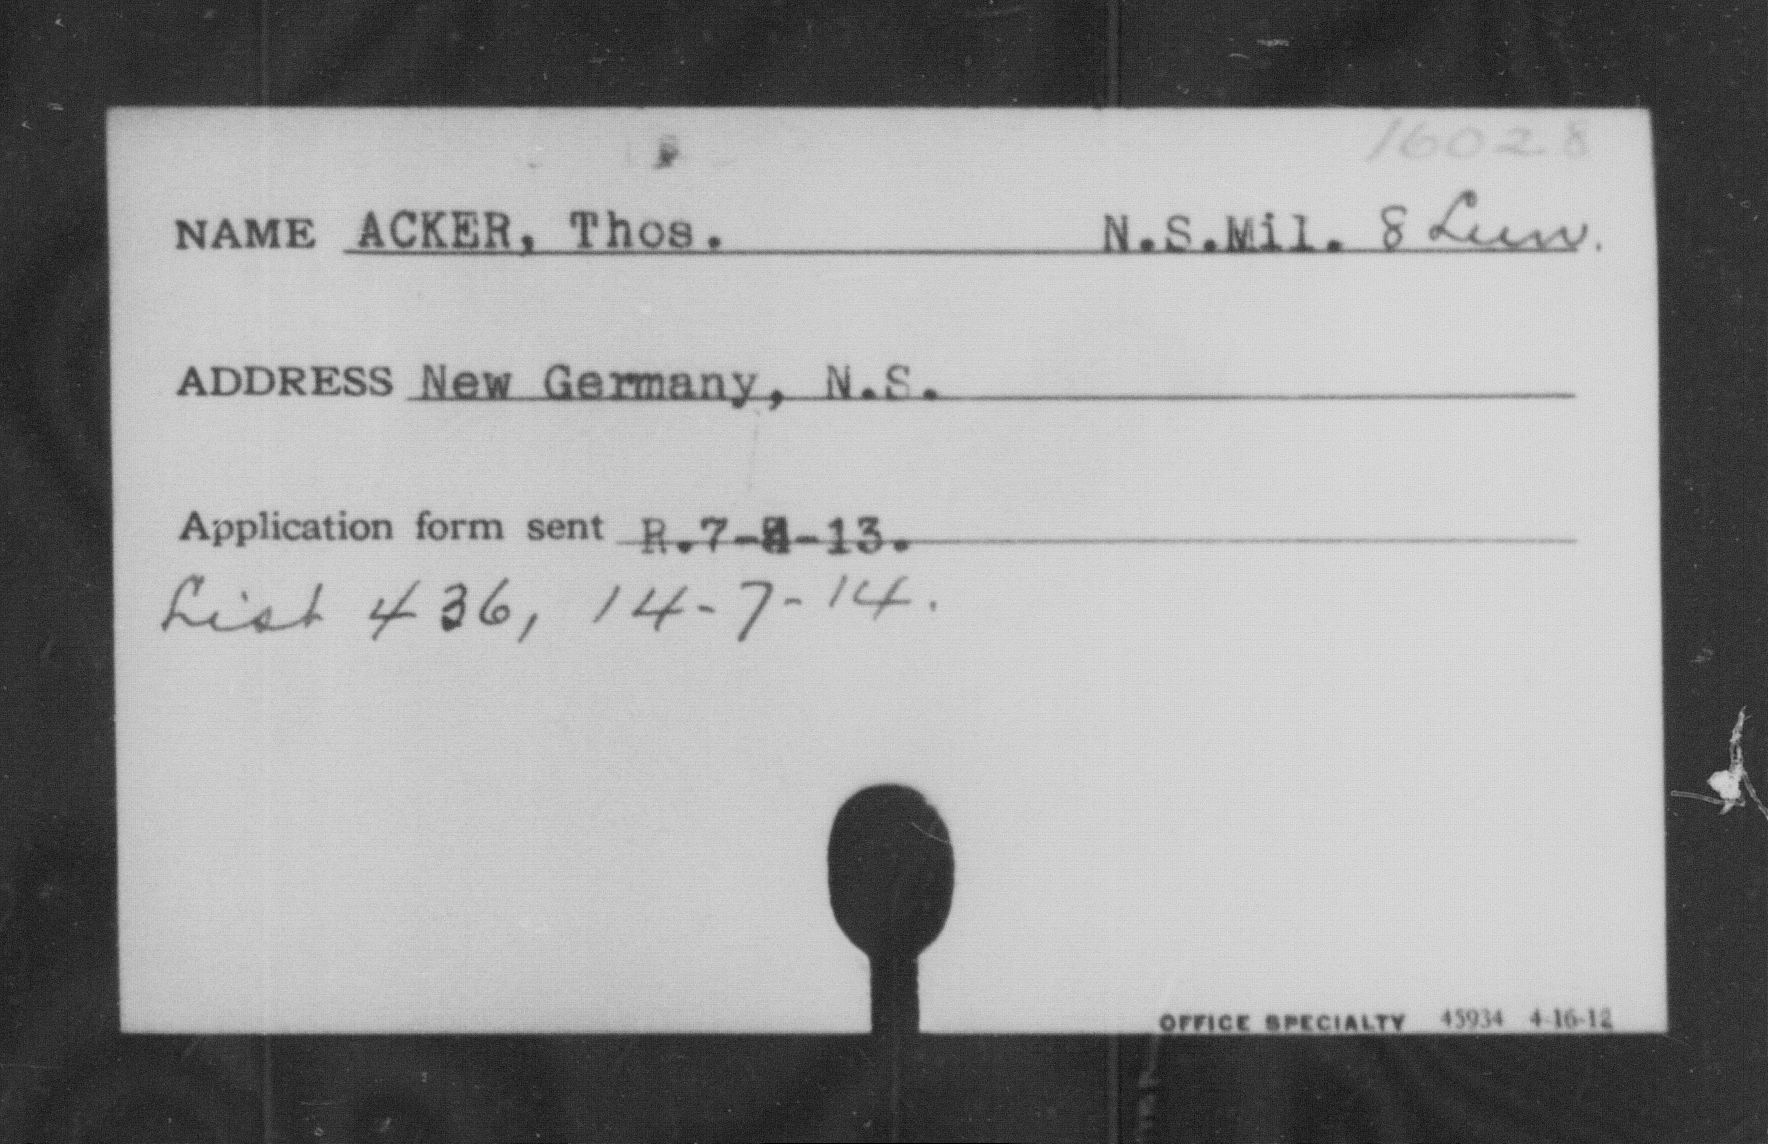 16028
NAME ACKER, Thos. N.S.Mil. 8 Lun.
ADDRESS New Germany, N.S.
Application form sent R.7-4-13.
List 436, 14-7-14.
OFFICE SPECIALTY 45934 4-16-12